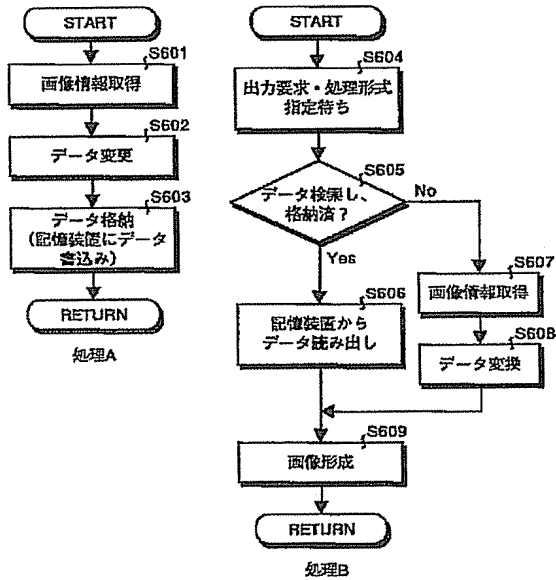 START
S601
画像情報取得
S602
データ変更
S603
データ格納
(記憶装置にデータ
書込み)
RETURN
処理A
START
S604
出力要求・処理形式
指定待ち
S605
データ検索し、
格納済?
No
Yes
S606
記憶装置から
データ読み出し
S607
画像情報取得
S608
データ変換
S609
画像形成
RETURN
処理B